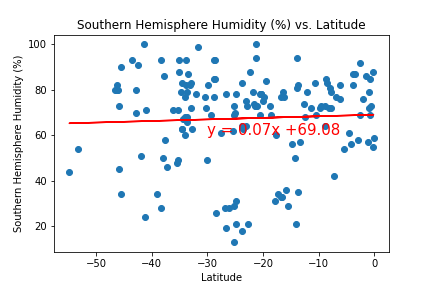 Southern Hemisphere Humidity (%) vs. Latitude
100
80
60
40
20
Southern Hemisphere Humidity (%)
y = 0.07x +69.08
−50
−40
−30
−20
−10
0
Latitude